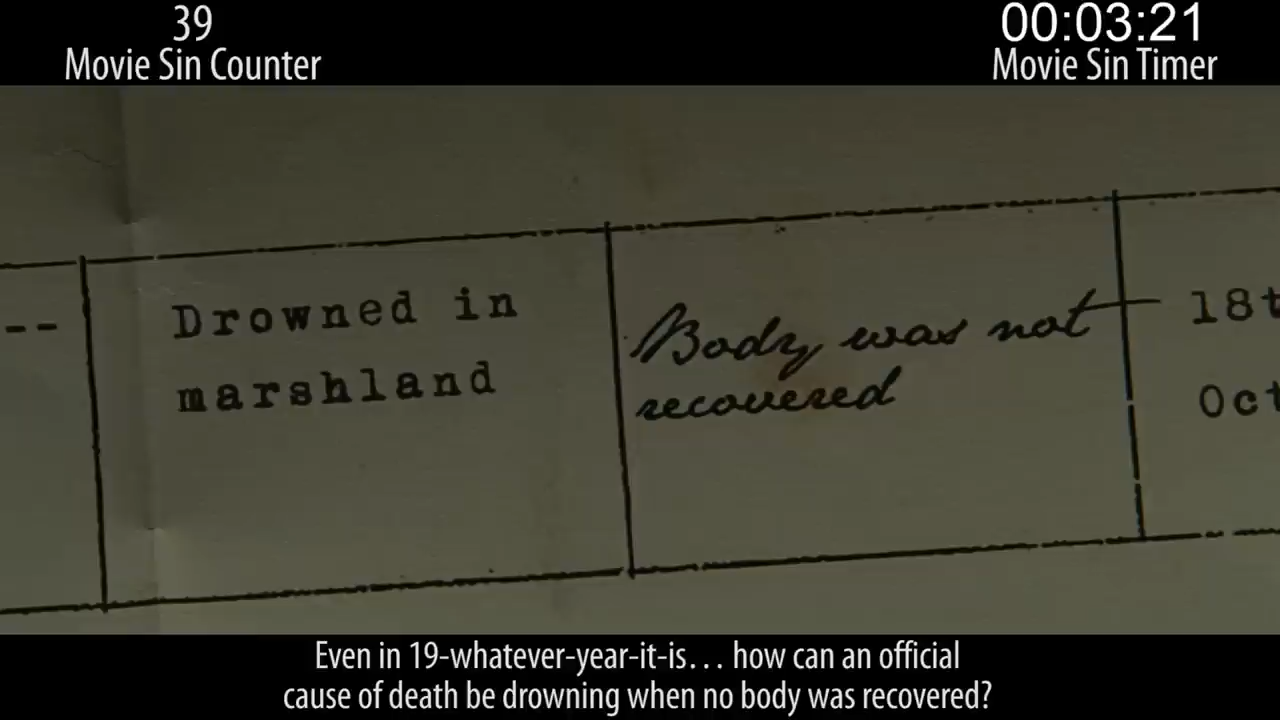 39
Movie Sin Counter
00:03:21
Movie Sin Timer
--
Drowned in
marshland
Body was not
recovered
18t
Oct
Even in 19-whatever-year-it-is… how can an official
cause of death be drowning when no body was recovered?